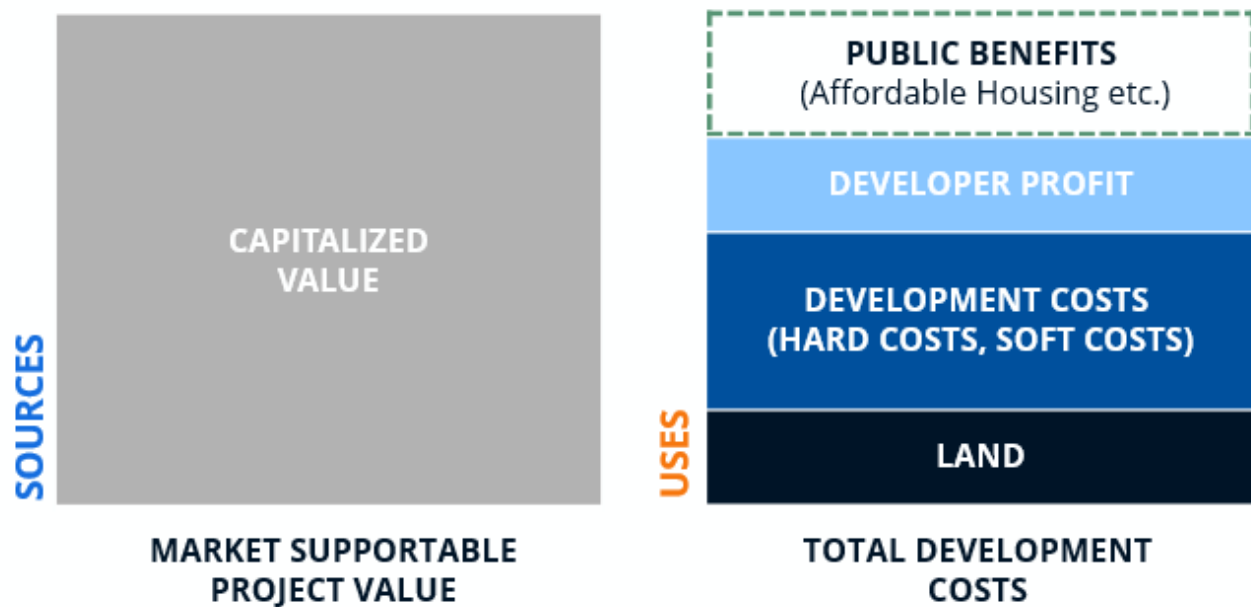 SOURCES
CAPITALIZED
VALUE
MARKET SUPPORTABLE
PROJECT VALUE
USES
PUBLIC BENEFITS
(Affordable Housing etc.)
DEVELOPER PROFIT
DEVELOPMENT COSTS
(HARD COSTS, SOFT COSTS)
LAND
TOTAL DEVELOPMENT
COSTS